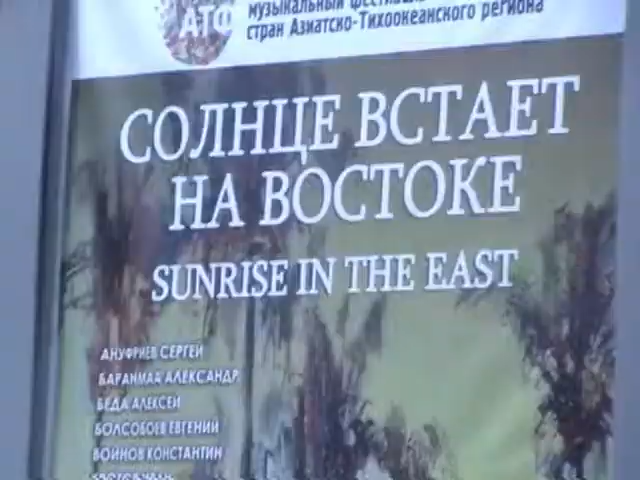 музыкальный фестиваль
АТФ
стран Азиатско-Тихоокеанского региона
СОЛНЦЕ ВСТАЕТ
НА ВОСТОКЕ
SUNRISE IN THE EAST
АНУФРИЕВ СЕРГЕЙ
БАРАНМАА АЛЕКСАНДР
БЕДА АЛЕКСЕЙ
БОЛСОБОЕВ ЕВГЕНИЙ
ВОЙНОВ КОНСТАНТИН